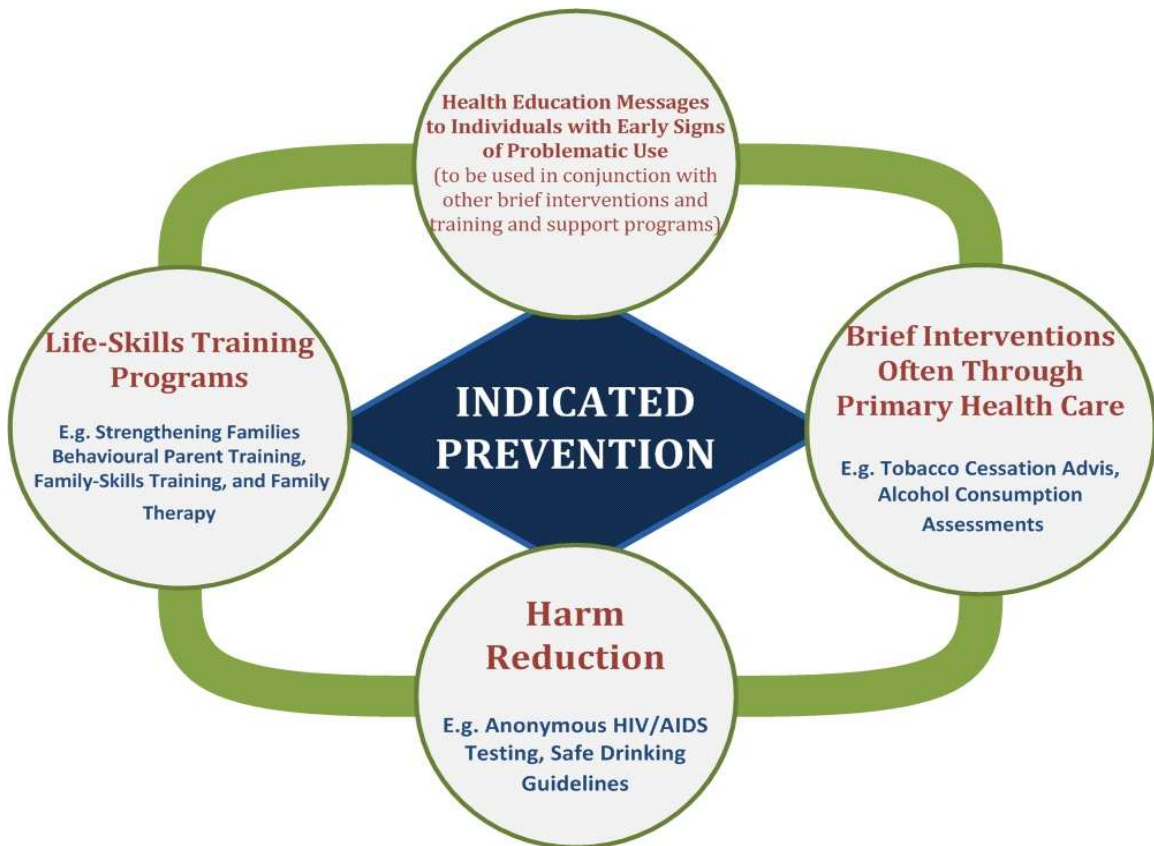 Health Education Messages
to Individuals with Early Signs
of Problematic Use
(to be used in conjunction with
other brief interventions and
training and support programs)
Life-Skills Training
Programs
E.g. Strengthening Families
Behavioural Parent Training,
Family-Skills Training, and Family
Therapy
INDICATED
PREVENTION
Brief Interventions
Often Through
Primary Health Care
E.g. Tobacco Cessation Advis,
Alcohol Consumption
Assessments
Harm
Reduction
E.g. Anonymous HIV/AIDS
Testing, Safe Drinking
Guidelines